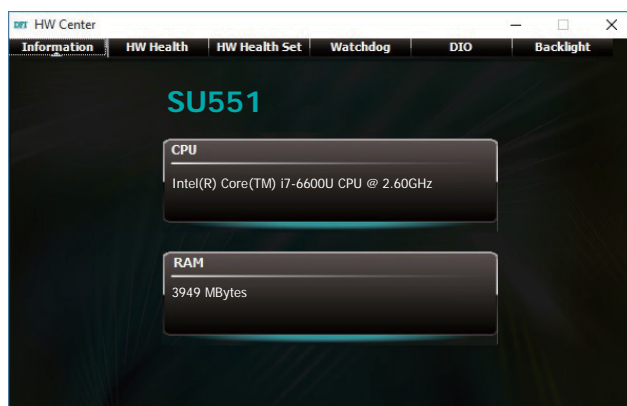 DFI HW Center
Information HW Health HW Health Set Watchdog DIO Backlight
SU551
CPU
Intel(R) Core(TM) i7-6600U CPU @ 2.60GHz
RAM
3949 MBytes